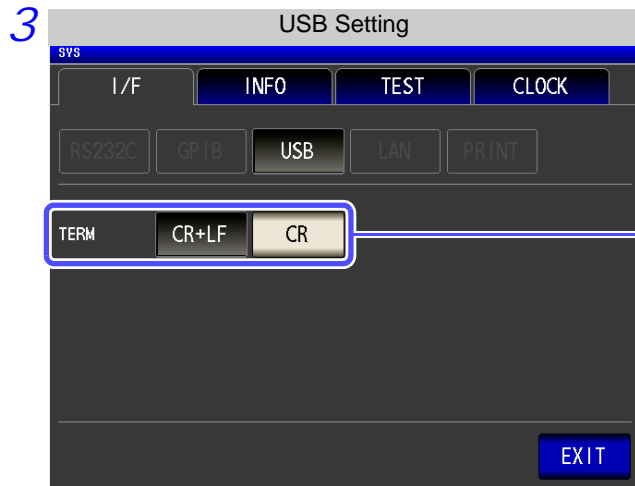 3
USB Setting
SYS
I/F INFO TEST CLOCK
RS232C GPIB USB LAN PRINT
TERM CR+LF CR
EXIT